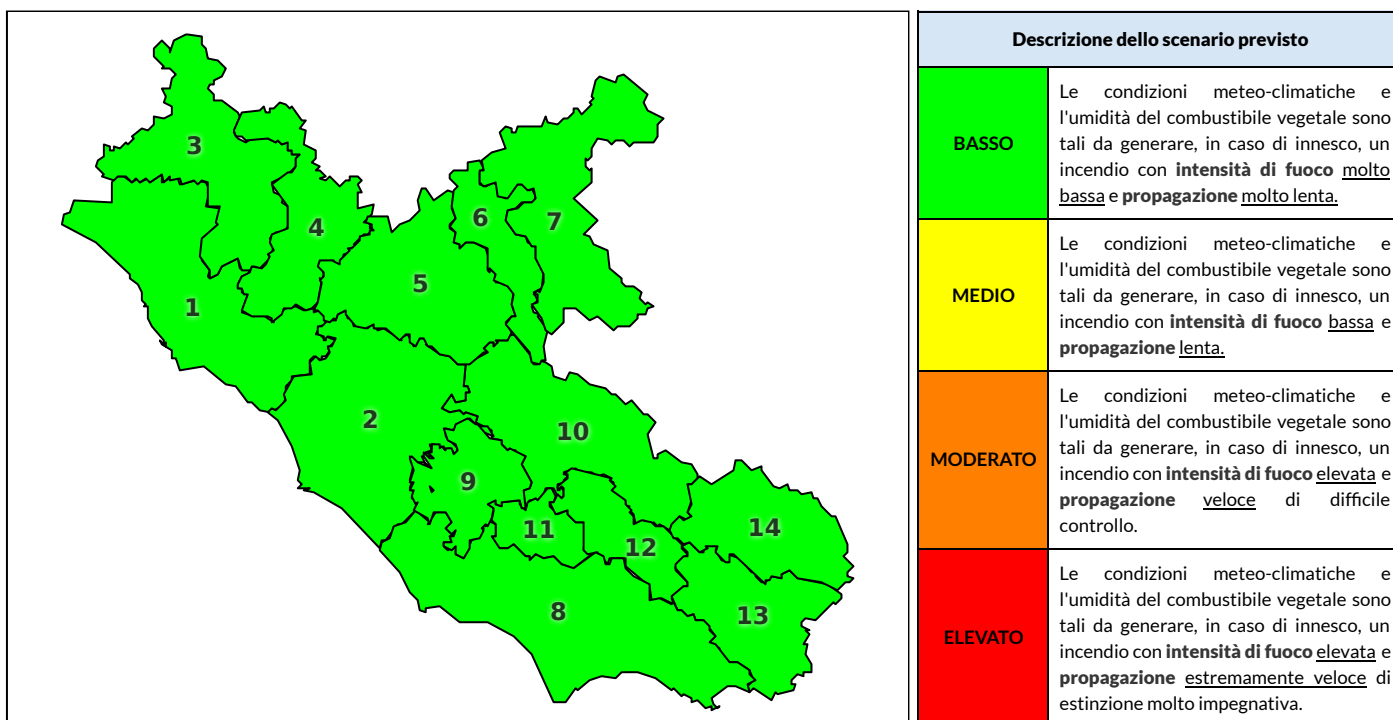 3
4
6
7
5
1
2
10
9
11
12
14
8
13
Descrizione dello scenario previsto
BASSO
Le condizioni meteo-climatiche e
l'umidità del combustibile vegetale sono
tali da generare, in caso di innesco, un
incendio con intensità di fuoco molto
bassa e propagazione molto lenta.
MEDIO
Le condizioni meteo-climatiche e
l'umidità del combustibile vegetale sono
tali da generare, in caso di innesco, un
incendio con intensità di fuoco bassa e
propagazione lenta.
MODERATO
Le condizioni meteo-climatiche e
l'umidità del combustibile vegetale sono
tali da generare, in caso di innesco, un
incendio con intensità di fuoco elevata e
propagazione veloce di difficile
controllo.
ELEVATO
Le condizioni meteo-climatiche e
l'umidità del combustibile vegetale sono
tali da generare, in caso di innesco, un
incendio con intensità di fuoco elevata e
propagazione estremamente veloce di
estinzione molto impegnativa.